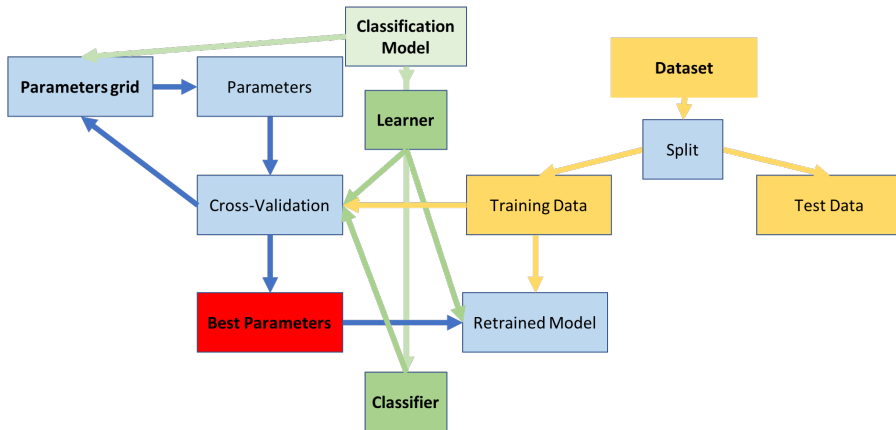 Classification
Model
Dataset
Parameters grid
Parameters
Learner
Split
Cross-Validation
Training Data
Test Data
Best Parameters
Retrained Model
Classifier